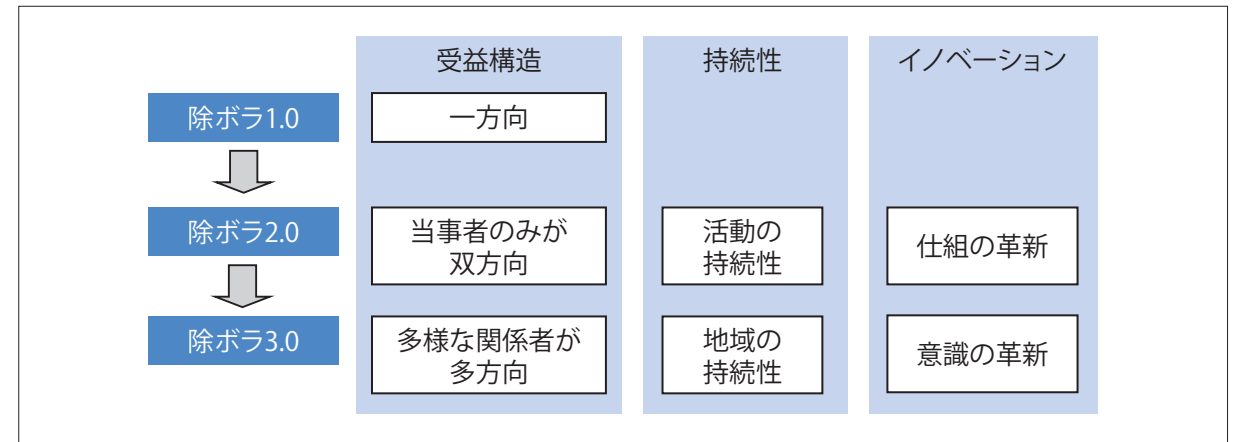 受益構造
持続性
イノベーション
除ボラ1.0
一方向
除ボラ2.0
当事者のみが
双方向
活動の
持続性
仕組の革新
除ボラ3.0
多様な関係者が
多方向
地域の
持続性
意識の革新